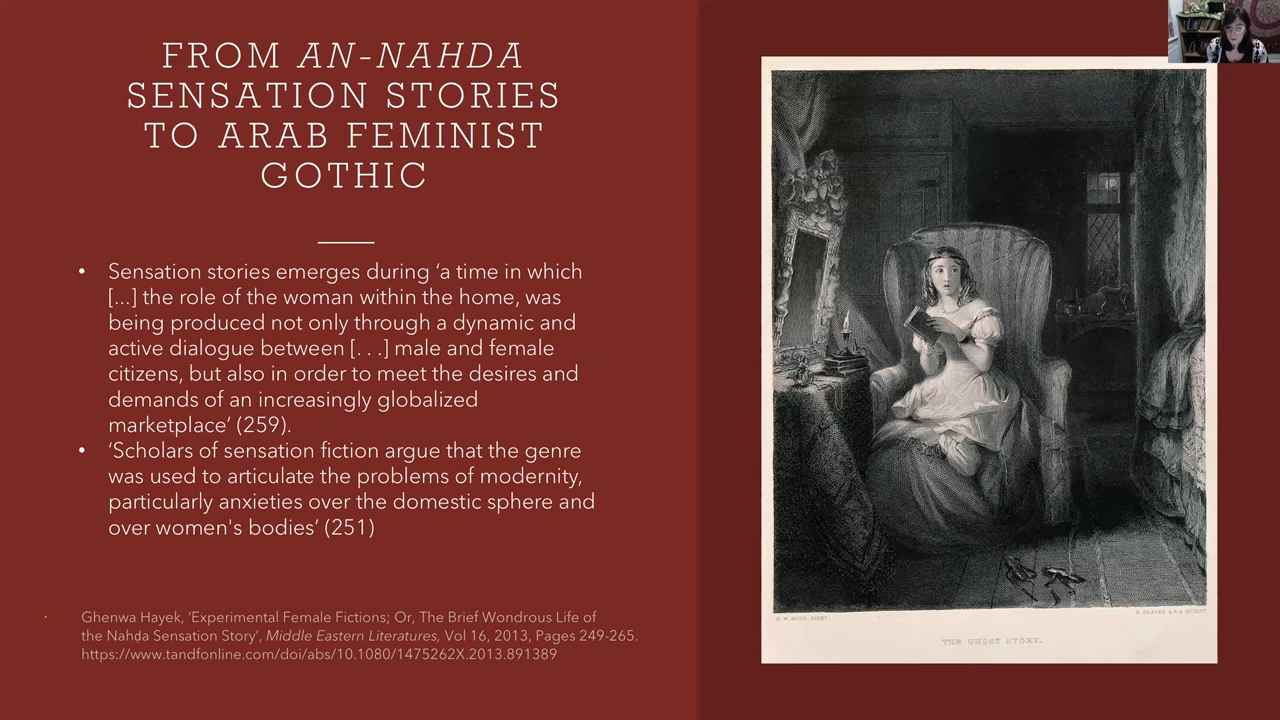 FROM AN-NAHDA
SENSATION STORIES
TO ARAB FEMINIST
GOTHIC
• Sensation stories emerges during ‘a time in which
[...] the role of the woman within the home, was
being produced not only through a dynamic and
active dialogue between [. . .] male and female
citizens, but also in order to meet the desires and
demands of an increasingly globalized
marketplace’ (259).
• ‘Scholars of sensation fiction argue that the genre
was used to articulate the problems of modernity,
particularly anxieties over the domestic sphere and
over women's bodies’ (251)
• Ghenwa Hayek, ‘Experimental Female Fictions; Or, The Brief Wondrous Life of
the Nahḍa Sensation Story’, Middle Eastern Literatures, Vol 16, 2013, Pages 249-265.
https://www.tandfonline.com/doi/abs/10.1080/1475262X.2013.891389
THE GHOST STORY.